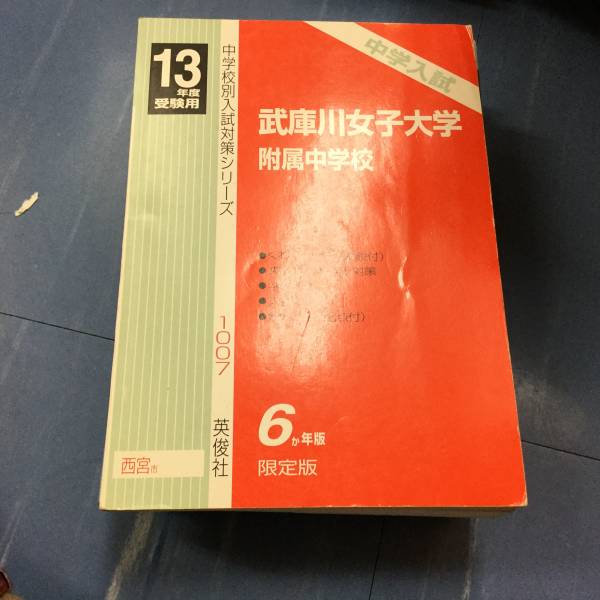 13
年度
受験用
中学校別入試対策シリーズ
1007
英俊社
西宮市
中学入試
武庫川女子大学
附属中学校
対策
6か年版
限定版